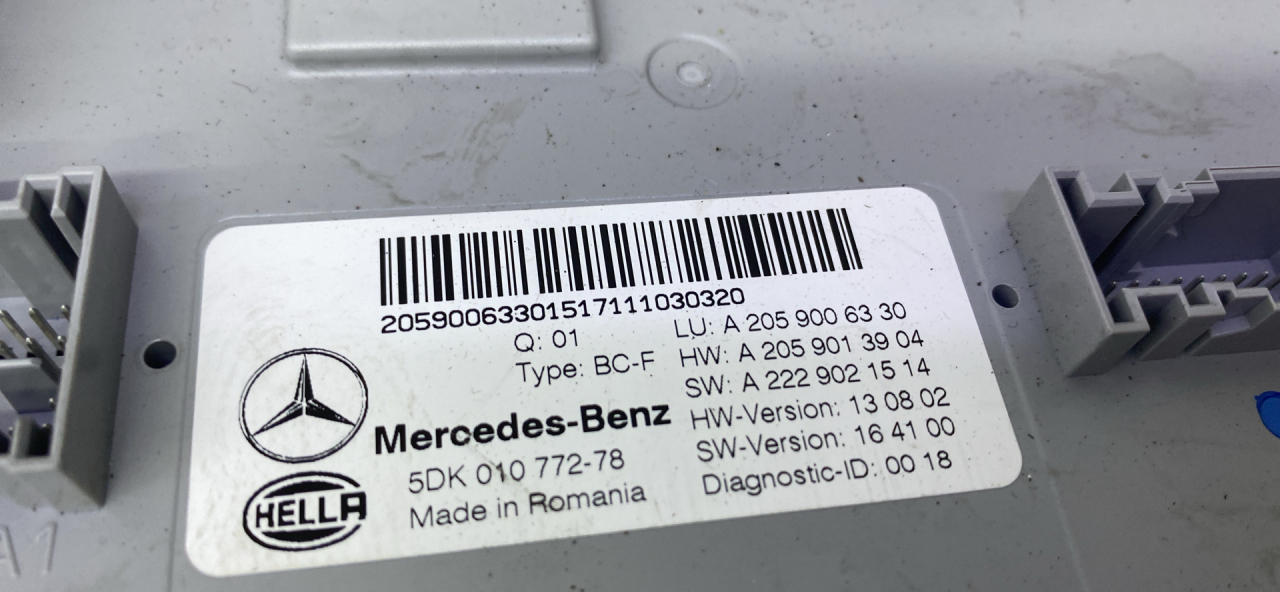 20590063301517111030320
Q: 01
Type: BC-F
LU: A 205 900 63 30
HW: A 205 901 39 04
SW: A 222 902 15 14
HW-Version: 13 08 02
SW-Version: 16 41 00
Diagnostic-ID: 00 18
Mercedes-Benz
5DK 010 772-78
Made in Romania
HELLA
A1